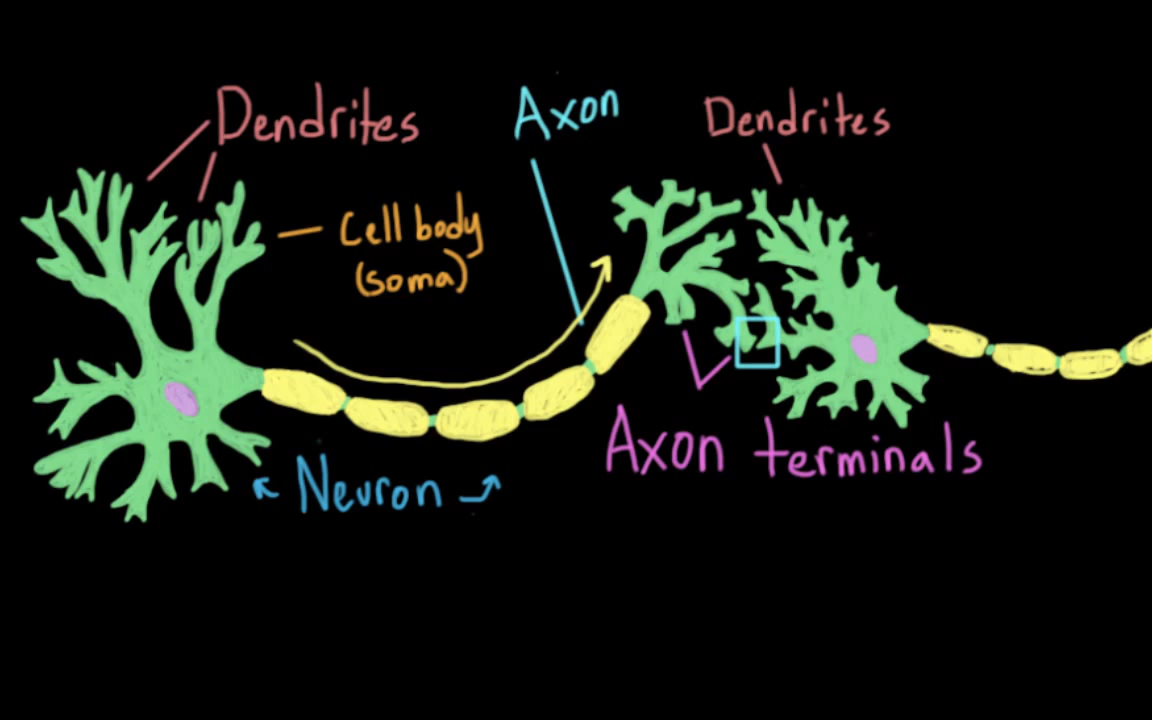 Dendrites
Axon
Dendrites
Cell body
(soma)
Neuron
Axon terminals